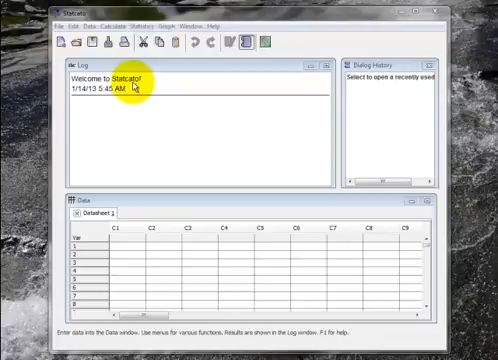 Statcato
File Edit Data Calculate Statistics Graph Window Help
Log
Welcome to Statcato!
1/14/13 5:45 AM
Dialog History
Select to open a recently used
Data
Datasheet 1
C1 C2 C3 C4 C5 C6 C7 C8 C9
Var
1
2
3
4
5
6
7
8
Enter data into the Data window. Use menus for various functions. Results are shown in the Log window. F1 for help.